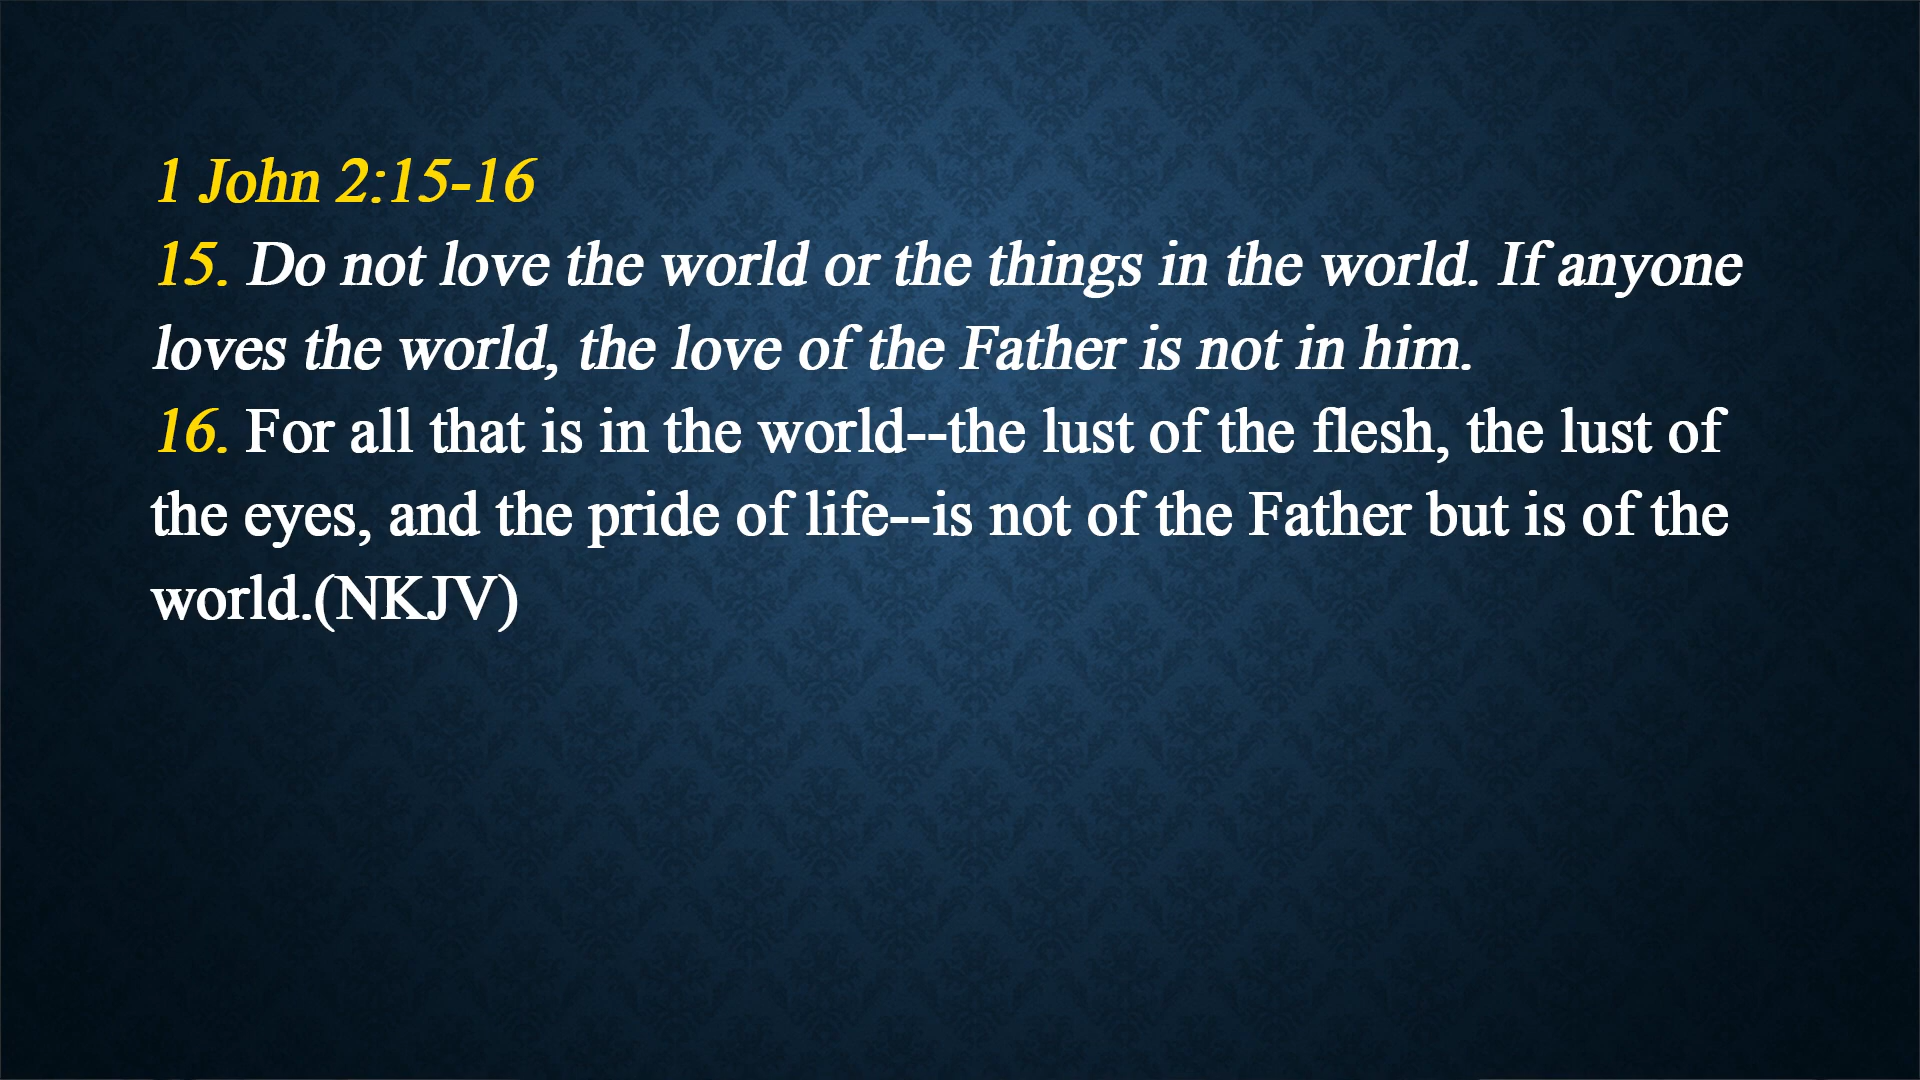 1 John 2:15-16
15. Do not love the world or the things in the world. If anyone
loves the world, the love of the Father is not in him.
16. For all that is in the world--the lust of the flesh, the lust of
the eyes, and the pride of life--is not of the Father but is of the
world.(NKJV)